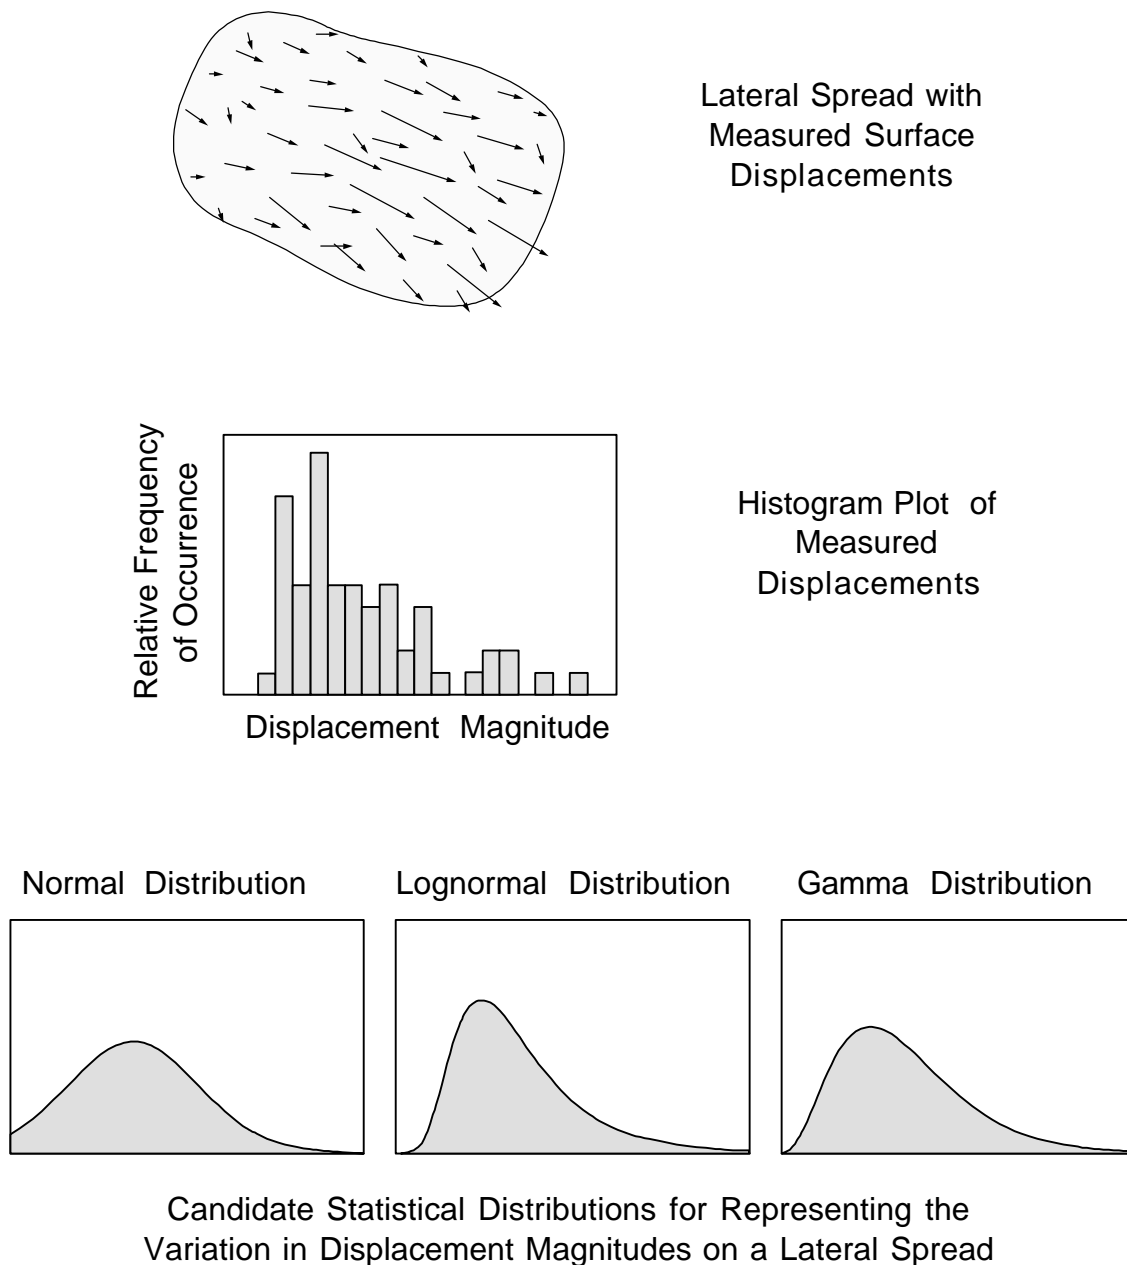 Lateral Spread with
Measured Surface
Displacements
Relative Frequency
of Occurrence
Displacement Magnitude
Histogram Plot of
Measured
Displacements
Normal Distribution
Lognormal Distribution
Gamma Distribution
Candidate Statistical Distributions for Representing the
Variation in Displacement Magnitudes on a Lateral Spread